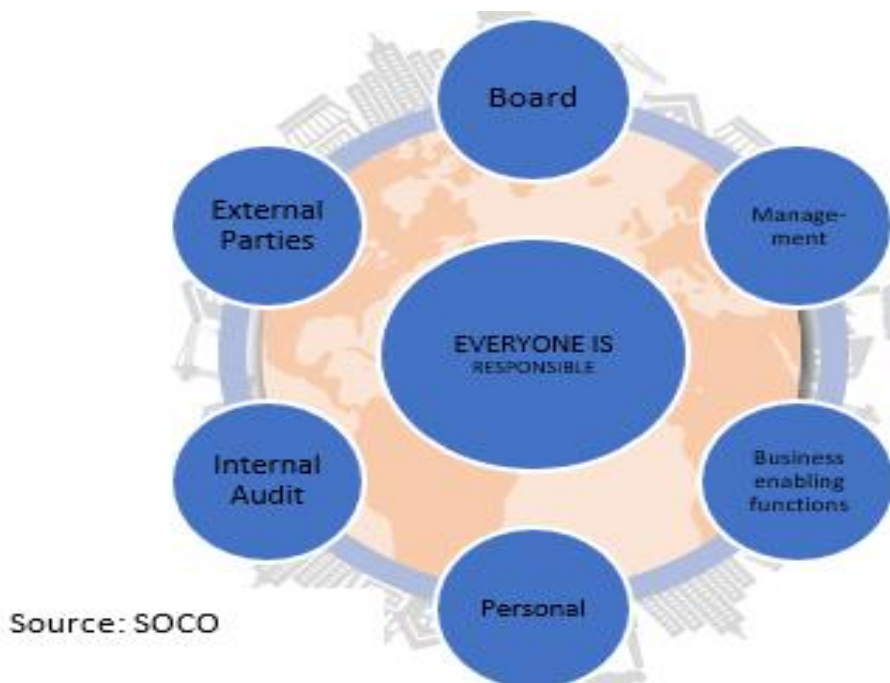 Board
External
Parties
Manage-
ment
EVERYONE IS
RESPONSIBLE
Internal
Audit
Business
enabling
functions
Personal
Source: SOCO